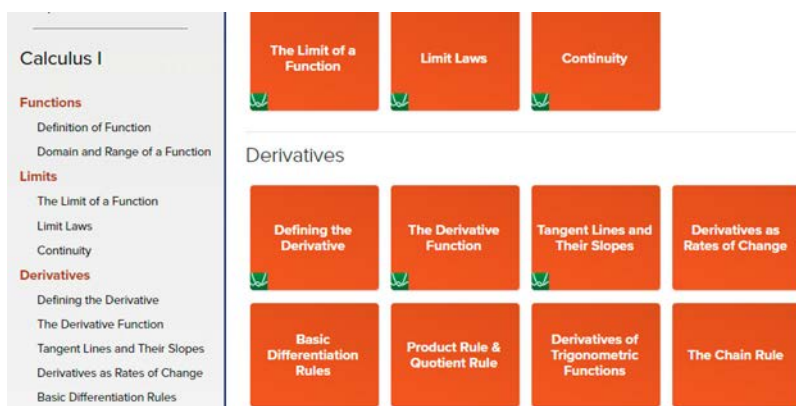 Calculus I
Functions
Definition of Function
Domain and Range of a Function
Limits
The Limit of a Function
Limit Laws
Continuity
Derivatives
Defining the Derivative
The Derivative Function
Tangent Lines and Their Slopes
Derivatives as Rates of Change
Basic Differentiation Rules
The Limit of a
Function
Limit Laws
Continuity
Derivatives
Defining the
Derivative
The Derivative
Function
Tangent Lines and
Their Slopes
Derivatives as
Rates of Change
Basic
Differentiation
Rules
Product Rule &
Quotient Rule
Derivatives of
Trigonometric
Functions
The Chain Rule